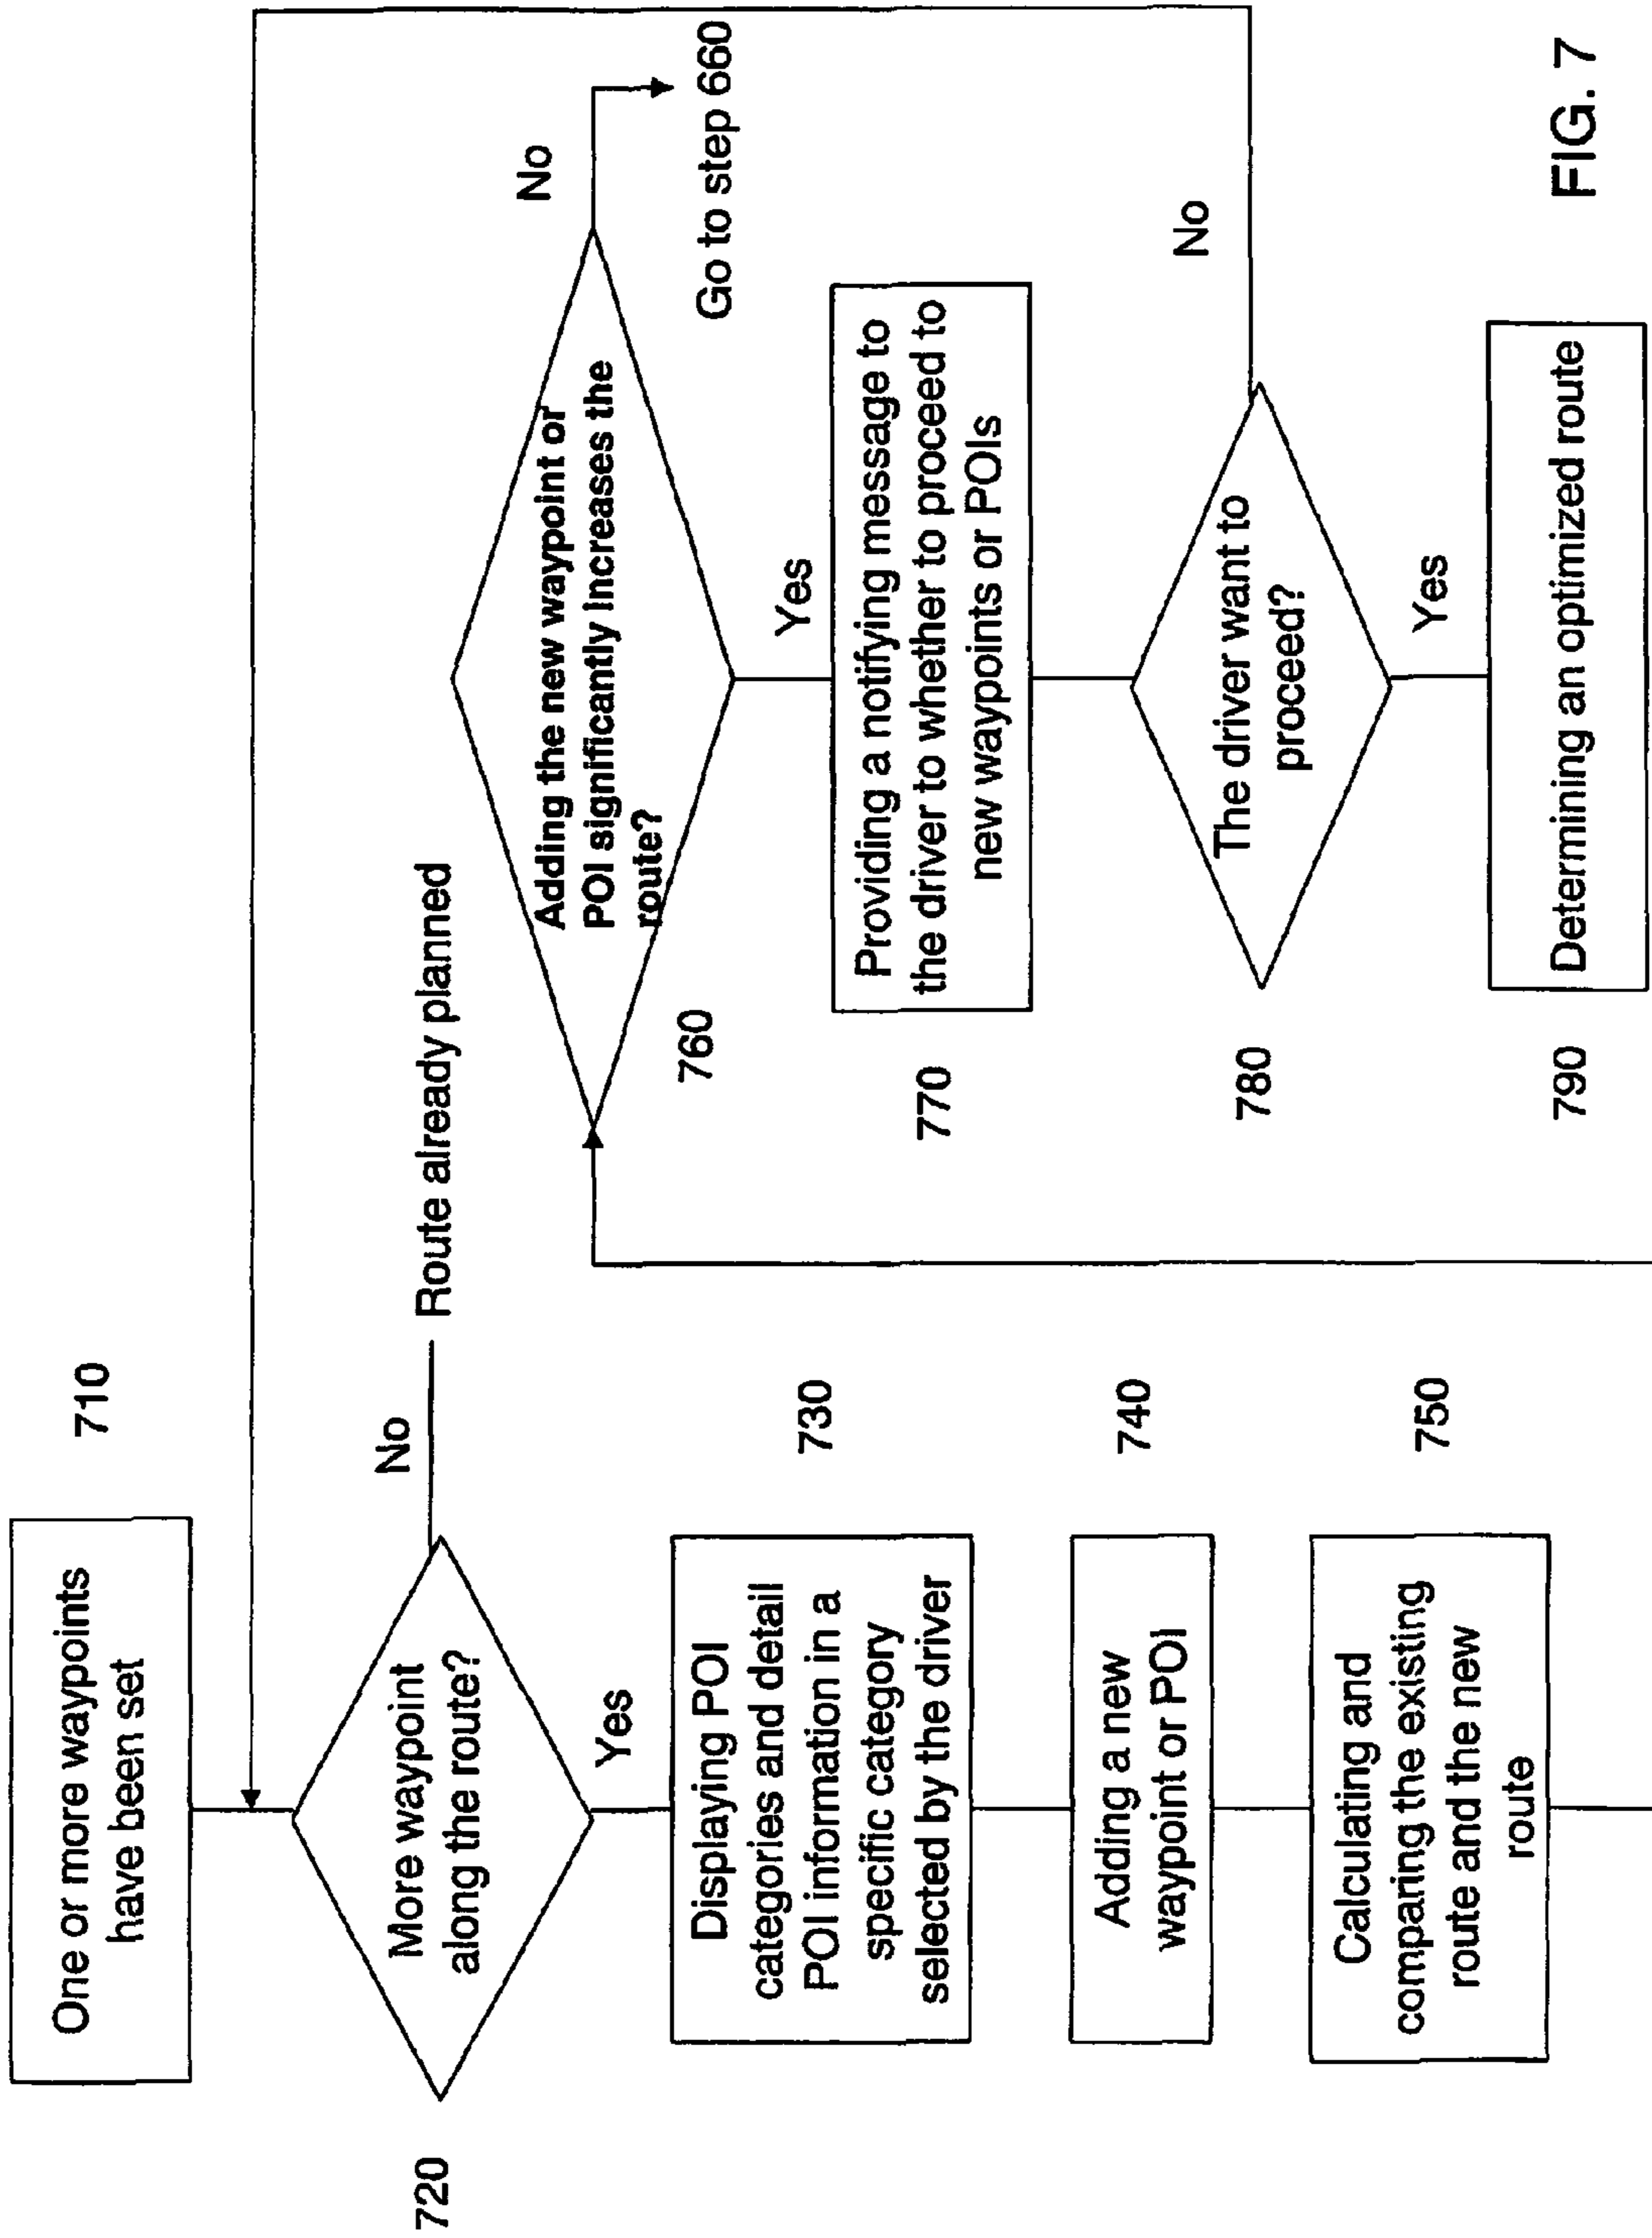 710
One or more waypoints
have been set
720
More waypoint
along the route?
No
Route already planned
Yes
730
Displaying POI
categories and detail
POI information in a
specific category
selected by the driver
740
Adding a new
waypoint or POI
750
Calculating and
comparing the existing
route and the new
route
760
Adding the new waypoint or
POI significantly increases the
route?
No
Go to step 660
Yes
770
Providing a notifying message to
the driver to whether to proceed to
new waypoints or POIs
780
The driver want to
proceed?
No
Yes
790
Determining an optimized route
FIG. 7